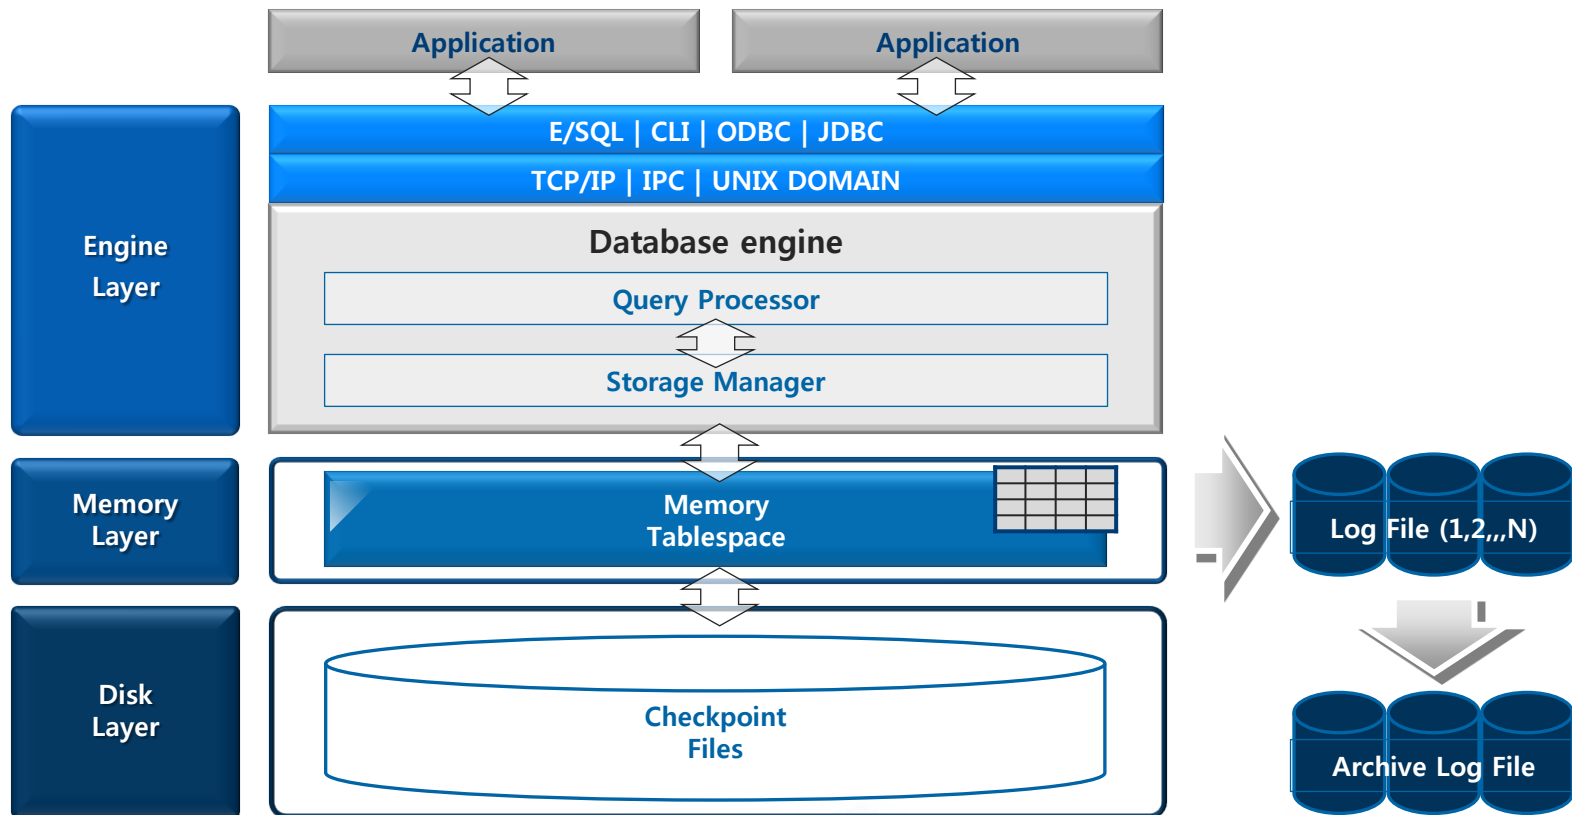 Application
Application
E/SQL | CLI | ODBC | JDBC
TCP/IP | IPC | UNIX DOMAIN
Engine
Layer
Database engine
Query Processor
Storage Manager
Memory
Layer
Memory
Tablespace
Log File (1,2,,,N)
Disk
Layer
Checkpoint
Files
Archive Log File